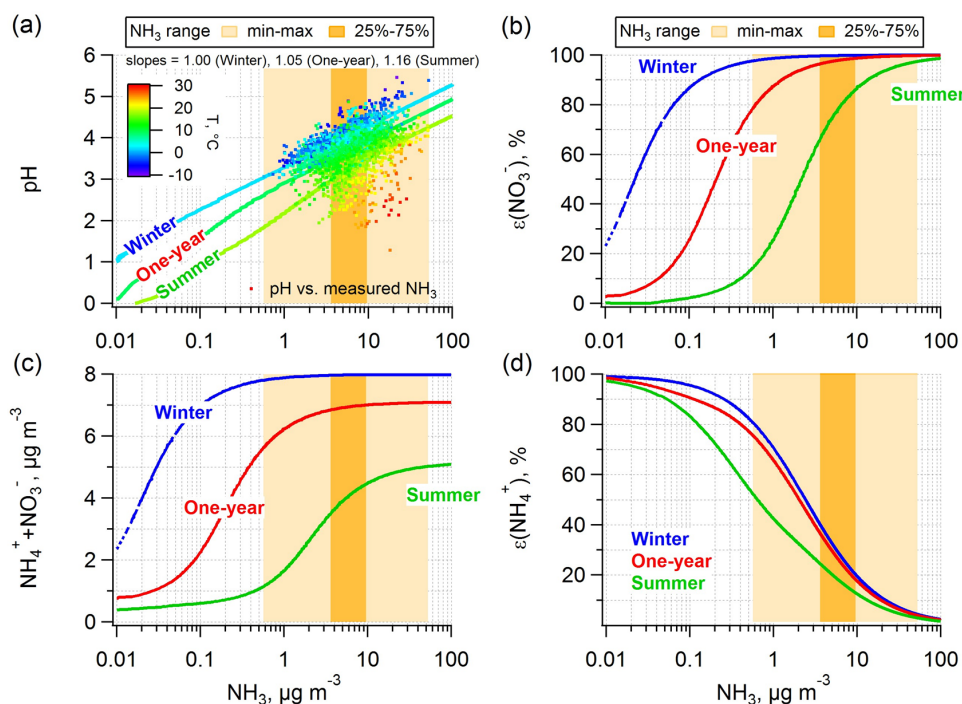 (a)
NH₃ range min-max 25%-75%
slopes = 1.00 (Winter), 1.05 (One-year), 1.16 (Summer)
6
5
4
3
2
1
0
pH
30
20
10
0
-10
T, °C
Winter
One-year
Summer
pH vs. measured NH₃
0.01 0.1 1 10 100
(b)
NH₃ range min-max 25%-75%
100
80
60
40
20
0
ε(NO₃⁻), %
Winter
One-year
Summer
0.01 0.1 1 10 100
(c)
8
6
4
2
0
NH₄⁺+NO₃⁻, µg m⁻³
Winter
One-year
Summer
0.01 0.1 1 10 100
NH₃, µg m⁻³
(d)
100
80
60
40
20
ε(NH₄⁺), %
Winter
One-year
Summer
0.01 0.1 1 10 100
NH₃, µg m⁻³